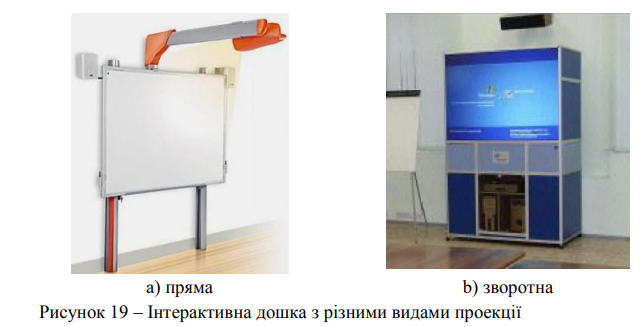 а) пряма
b) зворотна
Рисунок 19 – Інтерактивна дошка з різними видами проекції